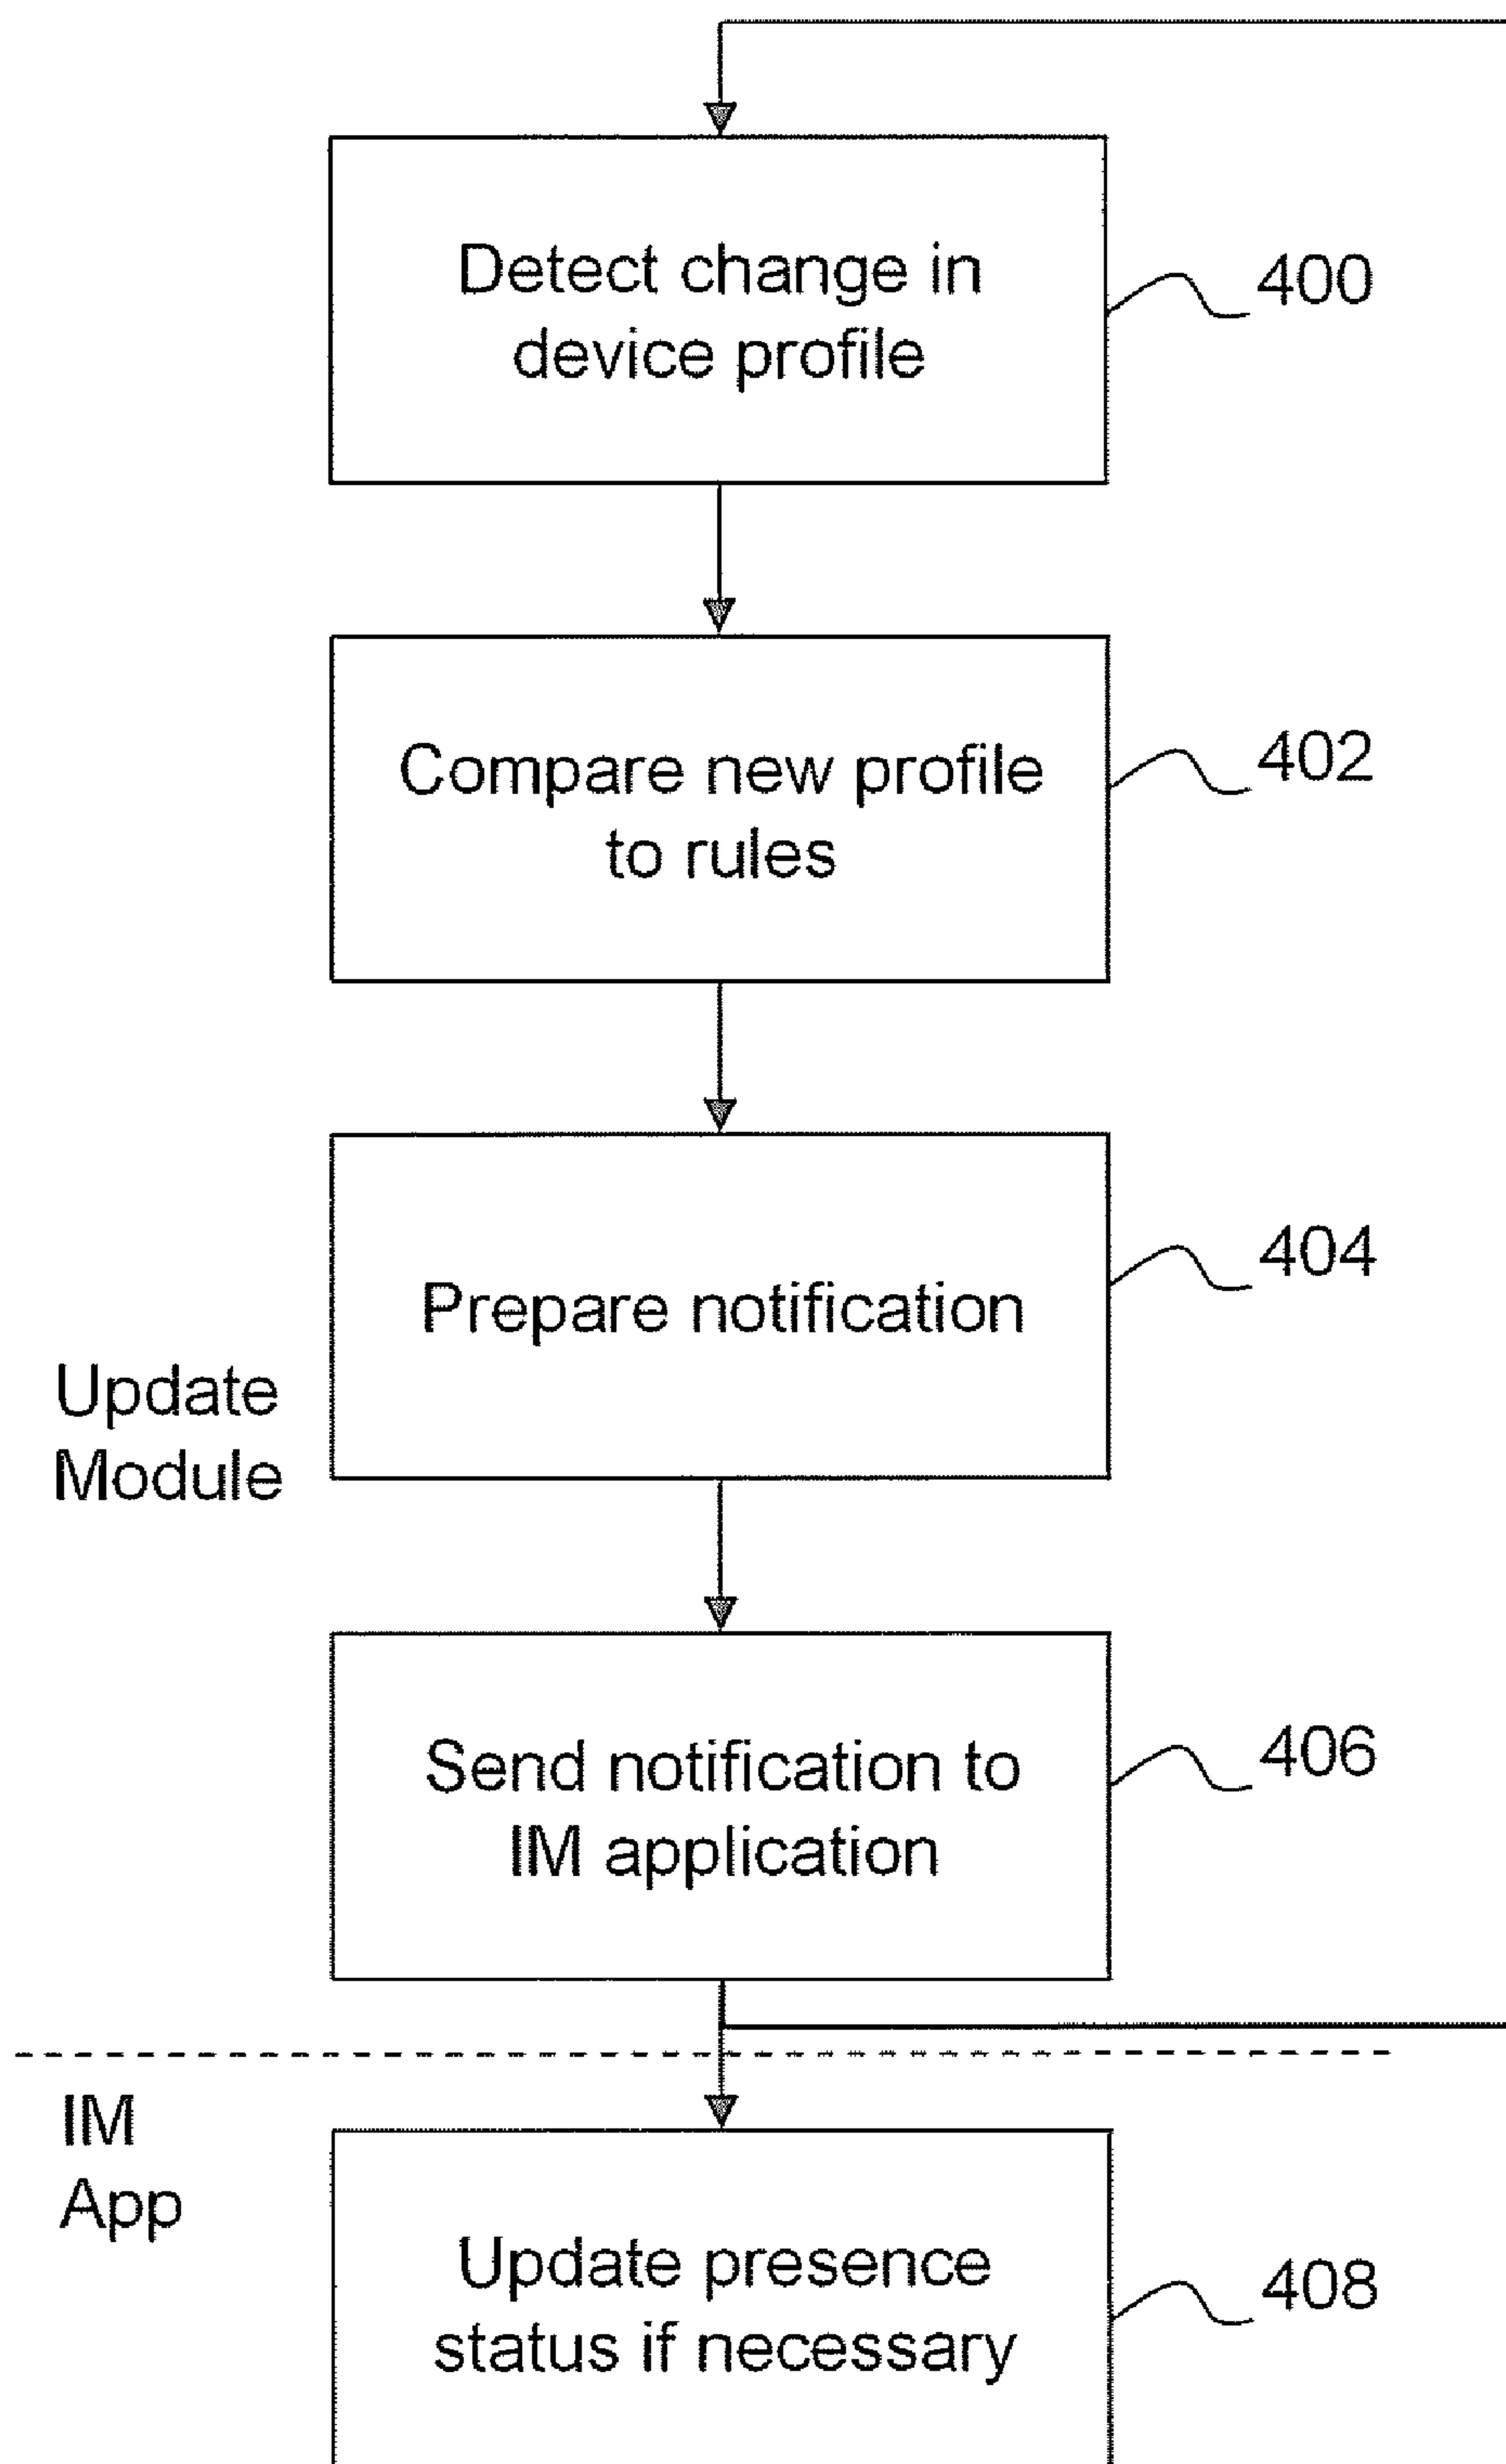 Detect change in
device profile
400
Compare new profile
to rules
402
Prepare notification
404
Update
Module
Send notification to
IM application
406
IM
App
Update presence
status if necessary
408